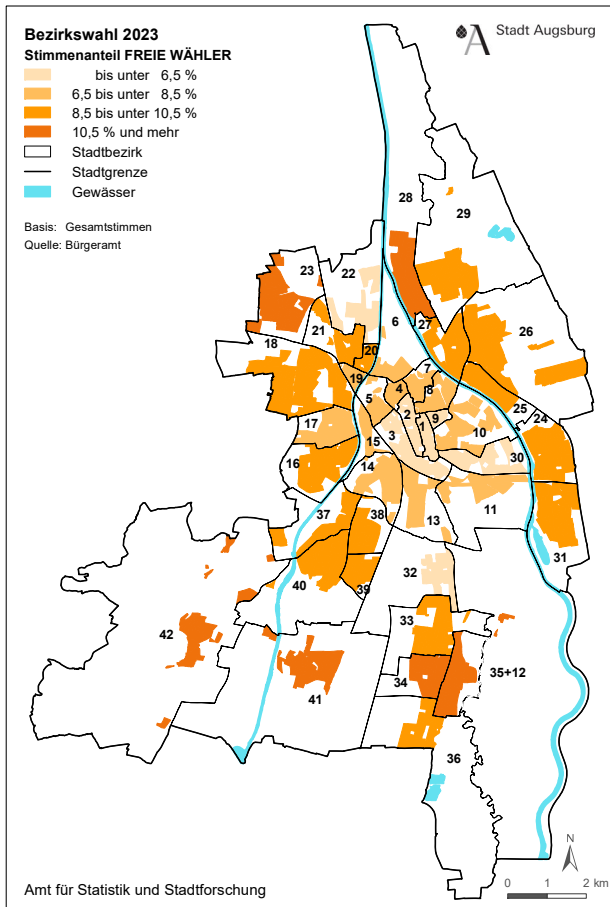 Bezirkswahl 2023
Stimmenanteil FREIE WÄHLER
bis unter 6,5 %
6,5 bis unter 8,5 %
8,5 bis unter 10,5 %
10,5 % und mehr
Stadtbezirk
Stadtgrenze
Gewässer
Basis: Gesamtstimmen
Quelle: Bürgeramt
Stadt Augsburg
28
29
23
22
6
27
21
26
18
20
7
19
4
8
5
2
25
24
17
9
1
3
10
15
30
16
14
11
37
38
13
31
32
40
39
33
42
35+12
34
41
36
N
Amt für Statistik und Stadtforschung
0 1 2 km